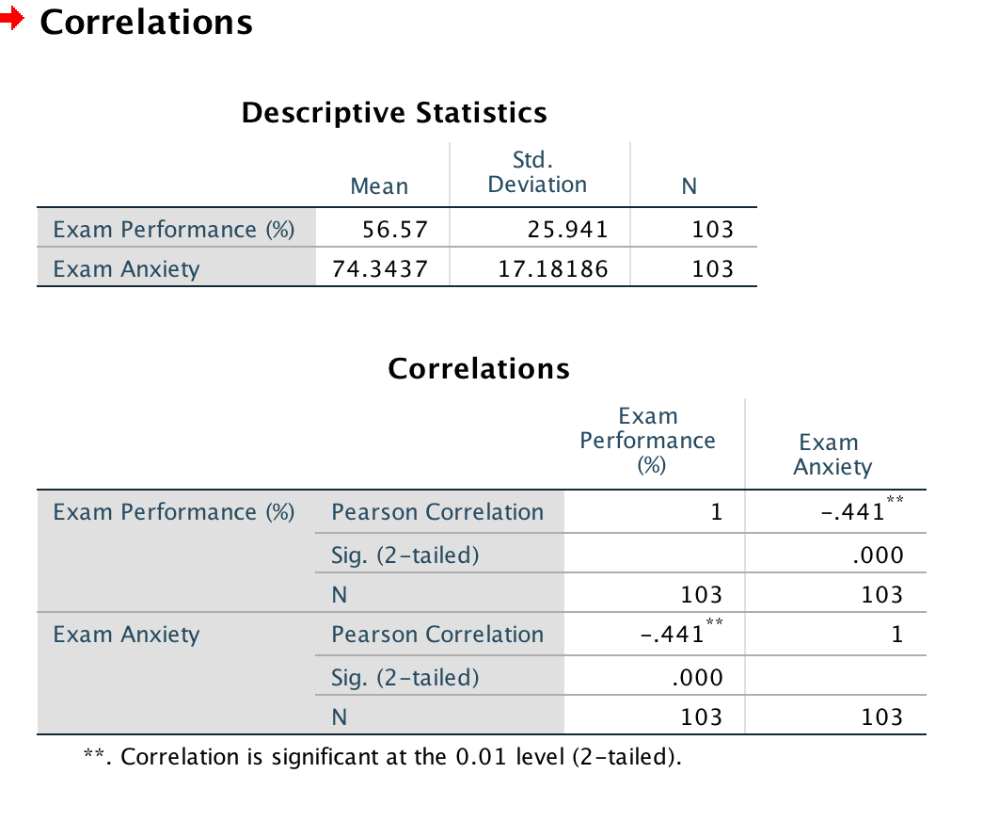 Correlations
Descriptive Statistics
Mean Std. Deviation N
Exam Performance (%) 56.57 25.941 103
Exam Anxiety 74.3437 17.18186 103
Correlations
Exam Performance (%) Exam Anxiety
Exam Performance (%) Pearson Correlation 1 -.441**
Sig. (2-tailed) .000
N 103 103
Exam Anxiety Pearson Correlation -.441** 1
Sig. (2-tailed) .000
N 103 103
**. Correlation is significant at the 0.01 level (2-tailed).